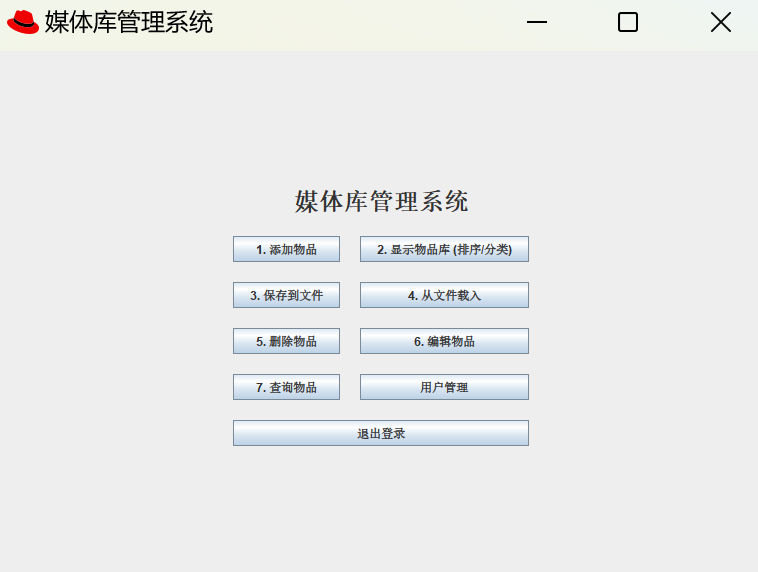 媒体库管理系统
媒体库管理系统
1. 添加物品
2. 显示物品库 (排序/分类)
3. 保存到文件
4. 从文件载入
5. 删除物品
6. 编辑物品
7. 查询物品
用户管理
退出登录